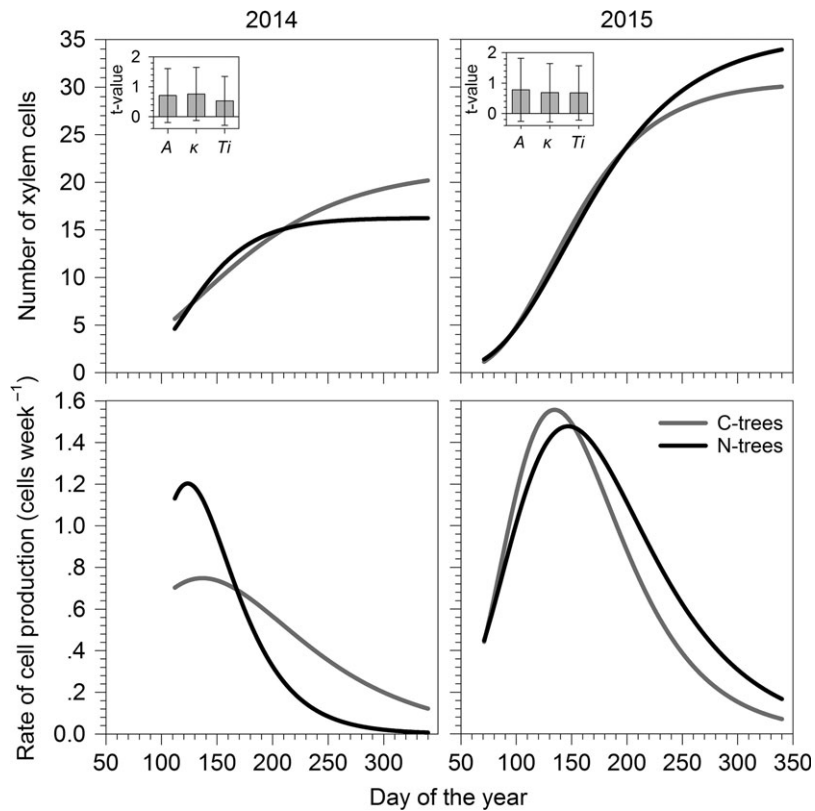 2014
2015
Number of xylem cells
35
30
25
20
15
10
5
0
t-value
2
1
0
A κ Ti
t-value
2
1
0
A κ Ti
Rate of cell production (cells week⁻¹)
1.6
1.4
1.2
1.0
.8
.6
.4
.2
0.0
C-trees
N-trees
50 100 150 200 250 300
50 100 150 200 250 300 350
Day of the year